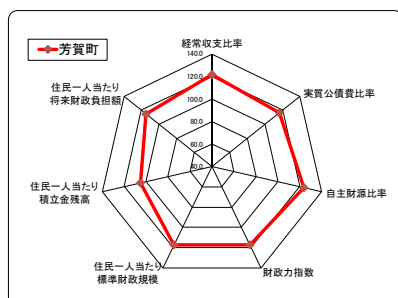 芳賀町
経常収支比率
140.0
120.0
100.0
80.0
60.0
40.0
実質公債費比率
自主財源比率
財政力指数
住民一人当たり
標準財政規模
住民一人当たり
積立金残高
住民一人当たり
将来財政負担額